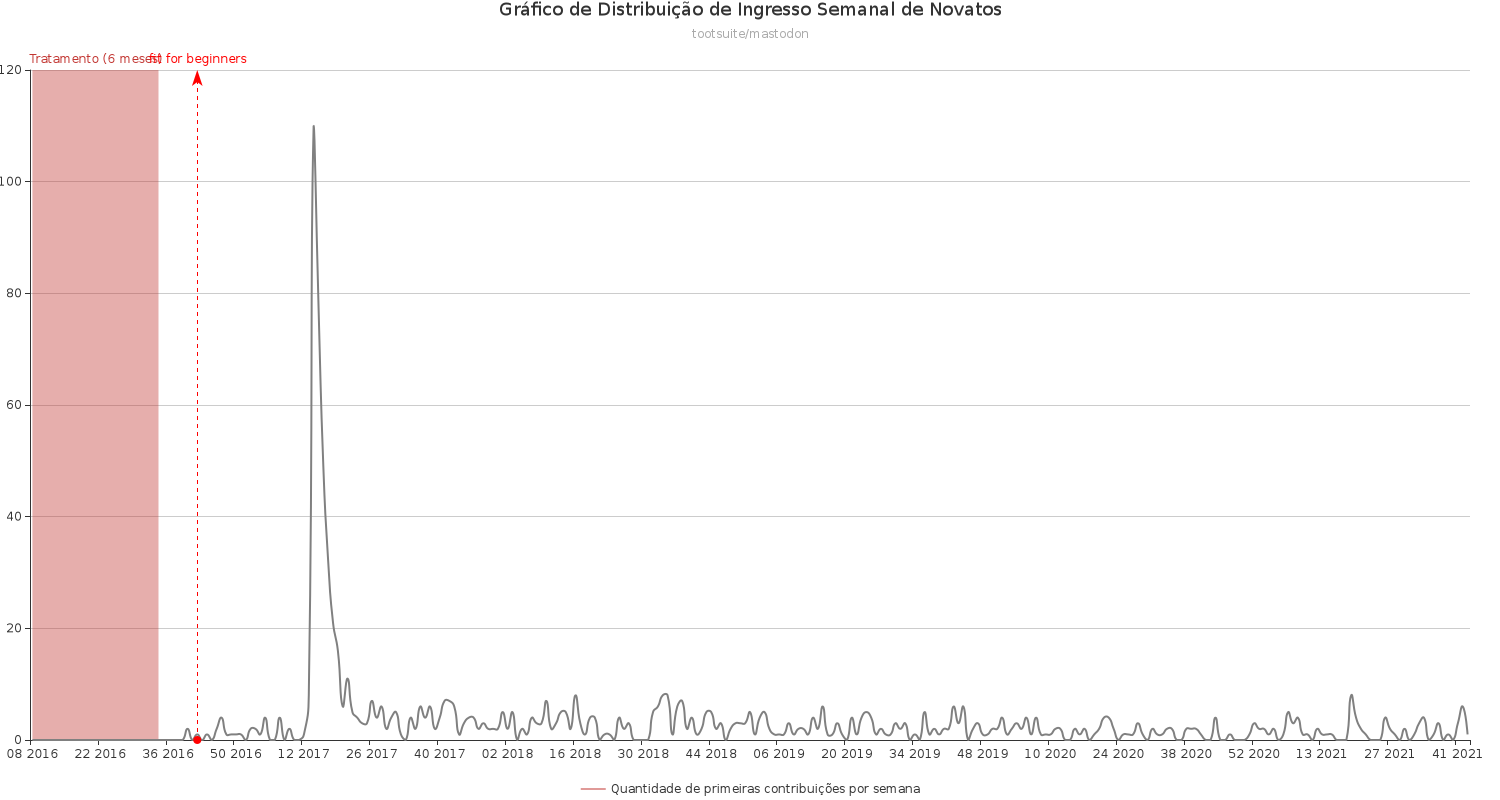 Gráfico de Distribuição de Ingresso Semanal de Novatos
tootsuite/mastodon
Tratamento (6 meses) for beginners
120
100
80
60
40
20
0
08 2016 22 2016 36 2016 50 2016 12 2017 26 2017 40 2017 02 2018 16 2018 30 2018 44 2018 06 2019 20 2019 34 2019 48 2019 10 2020 24 2020 38 2020 52 2020 13 2021 27 2021 41 2021
Quantidade de primeiras contribuições por semana